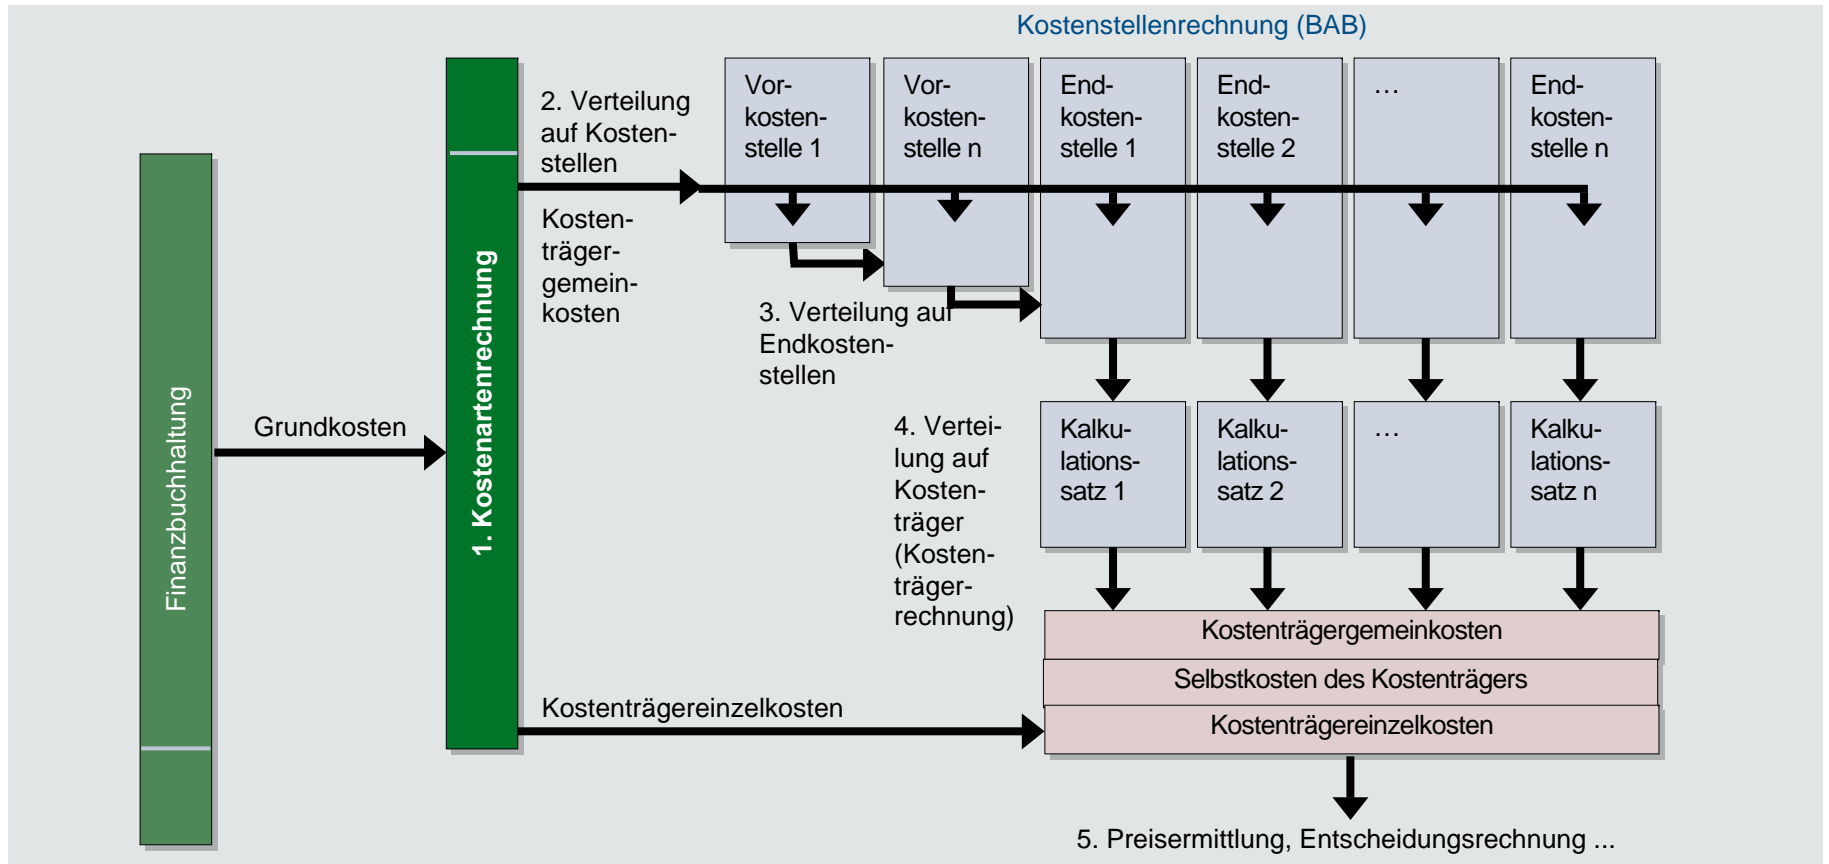 Kostenstellenrechnung (BAB)
2. Verteilung
auf Kosten-
stellen
Vor-
kosten-
stelle 1
Vor-
kosten-
stelle n
End-
kosten-
stelle 1
End-
kosten-
stelle 2
...
End-
kosten-
stelle n
Kosten-
träger-
gemein-
kosten
3. Verteilung auf
Endkosten-
stellen
Finanzbuchhaltung
Grundkosten
1. Kostenartenrechnung
4. Vertei-
lung auf
Kosten-
träger
(Kosten-
träger-
rechnung)
Kalku-
lations-
satz 1
Kalku-
lations-
satz 2
...
Kalku-
lations-
satz n
Kostenträgergemeinkosten
Selbstkosten des Kostenträgers
Kostenträgereinzelkosten
Kostenträgereinzelkosten
5. Preisermittlung, Entscheidungsrechnung ...